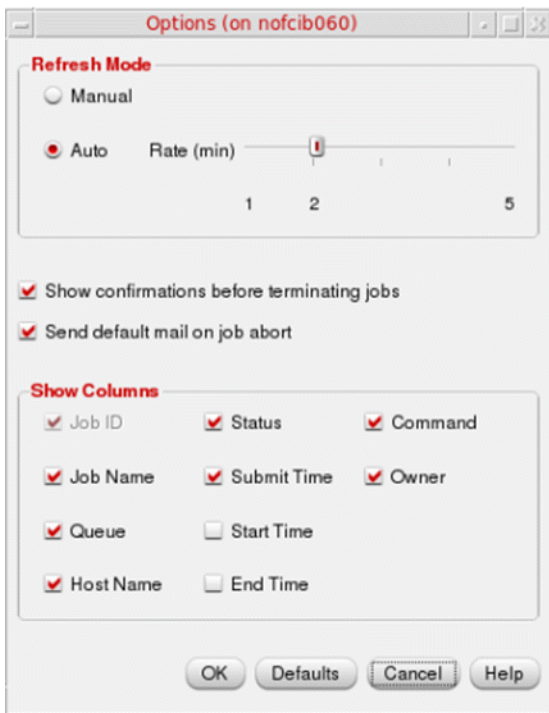 Options (on nofcib060)
Refresh Mode
Manual
Auto Rate (min)
1 2 5
Show confirmations before terminating jobs
Send default mail on job abort
Show Columns
Job ID Status Command
Job Name Submit Time Owner
Queue Start Time
Host Name End Time
OK Defaults Cancel Help